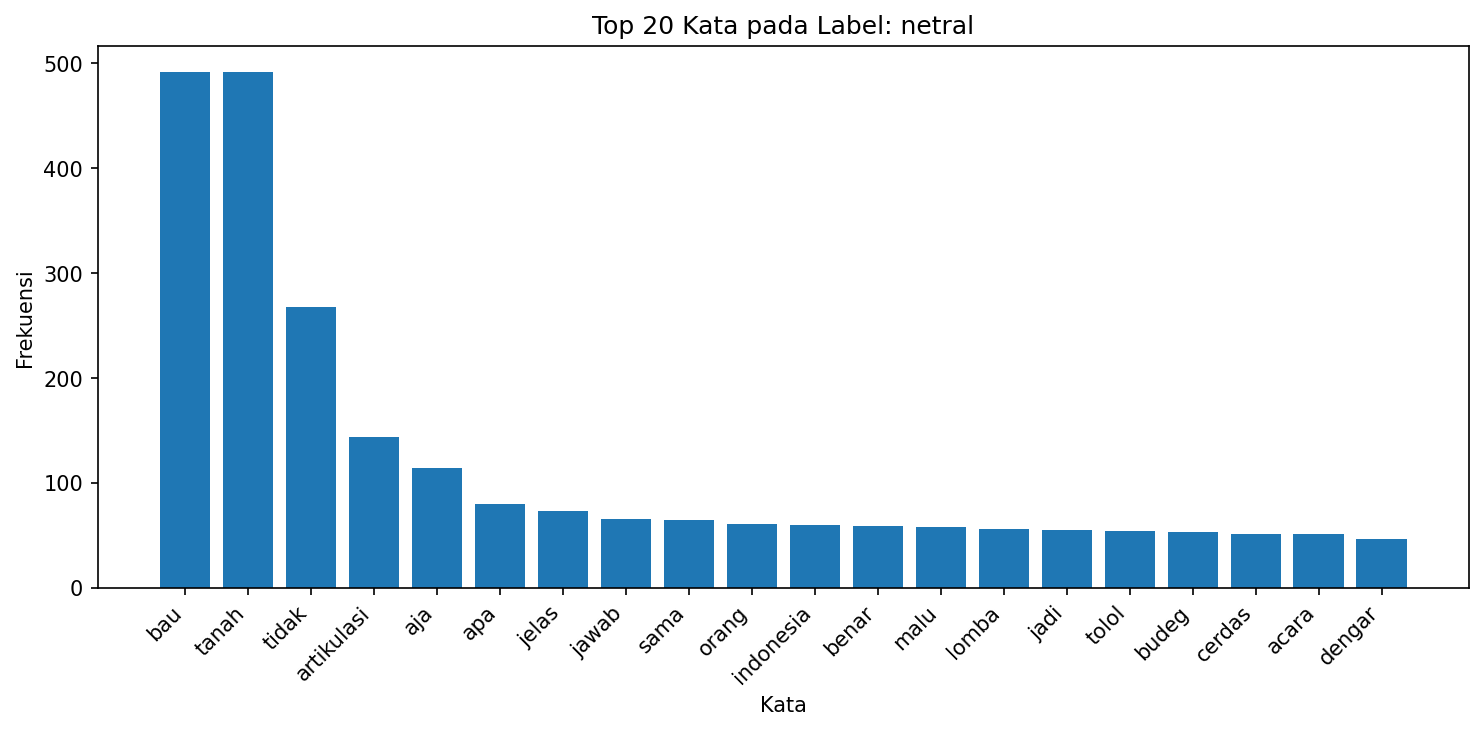 Top 20 Kata pada Label: netral
Frekuensi
500
400
300
200
100
0
bau
tanah
tidak
artikulasi
aja
apa
jelas
jawab
sama
orang
indonesia
benar
malu
lomba
jadi
tolol
budeg
cerdas
acara
dengar
Kata